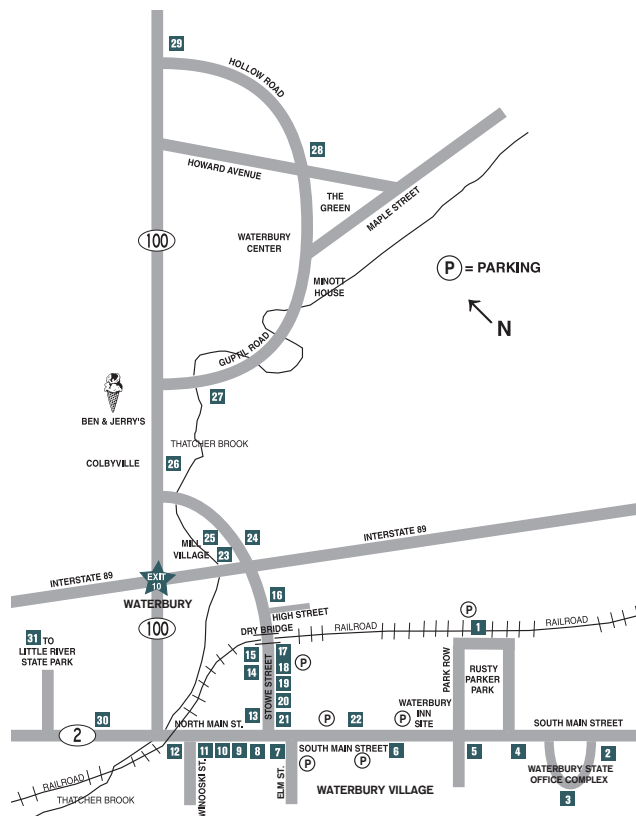 29
HOLLOW ROAD
28
HOWARD AVENUE
THE
GREEN
MAPLE STREET
100
WATERBURY
CENTER
P = PARKING
MINOTT
HOUSE
N
GUPTIL ROAD
27
BEN & JERRY'S
THATCHER BROOK
COLBYVILLE
26
25
24
MILL
VILLAGE
23
INTERSTATE 89
EXIT
10
INTERSTATE 89
WATERBURY
16
HIGH STREET
P
100
DRY BRIDGE
RAILROAD
1
RAILROAD
31 TO
LITTLE RIVER
STATE PARK
15
17
P
14
18
19
20
STOWE STREET
PARK ROW
RUSTY
PARKER
PARK
WATERBURY
INN
SITE
30
13
21
P
22
P
2
NORTH MAIN ST.
SOUTH MAIN STREET
12
11
10
9
8
7
SOUTH MAIN STREET
6
5
4
2
P
P
WINOOSKI ST.
ELM ST.
WATERBURY STATE
OFFICE COMPLEX
3
RAILROAD
THATCHER BROOK
WATERBURY VILLAGE